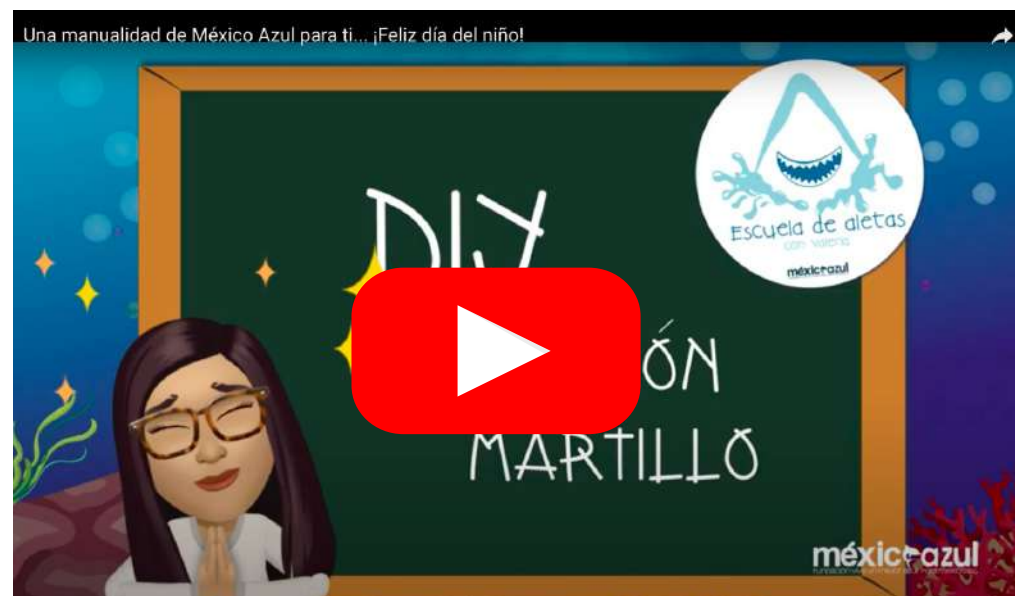 Una manualidad de México Azul para ti... ¡Feliz día del niño!
Escuela de aletas
con Valeria
méxicoazul
DIY
ÓN
MARTILLO
méxicoazul